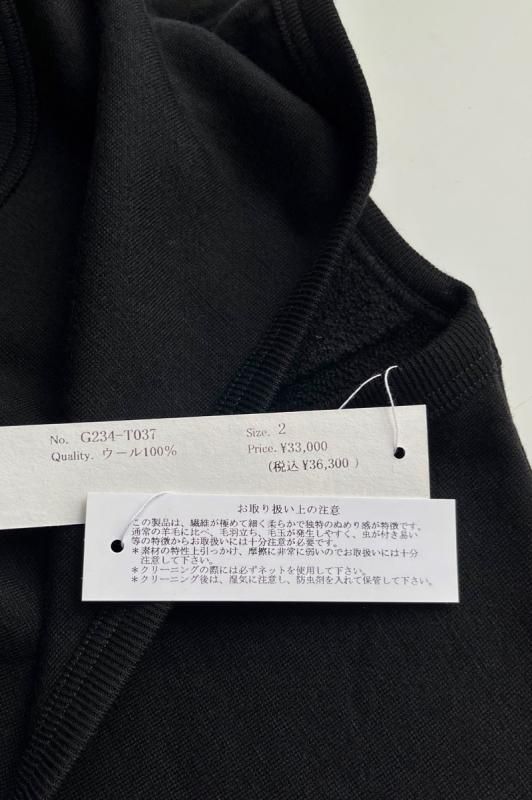 No. G234-T037
Size. 2
Quality. ウール100%
Price. ¥33,000
(税込 ¥36,300 )
お取り扱い上の注意
この製品は、繊維が極めて細く柔らかで独特のぬめり感が特徴です。
通常の羊毛に比べ、毛羽立ち、毛玉が発生しやすく、虫が付き易い
等の特徴からお取扱いには十分注意が必要です。
*素材の特性上引っかけ、摩擦に非常に弱いのでお取扱いには十分
注意して下さい。
*クリーニングの際には必ずネットを使用して下さい。
*クリーニング後は、湿気に注意し、防虫剤を入れて保管して下さい。